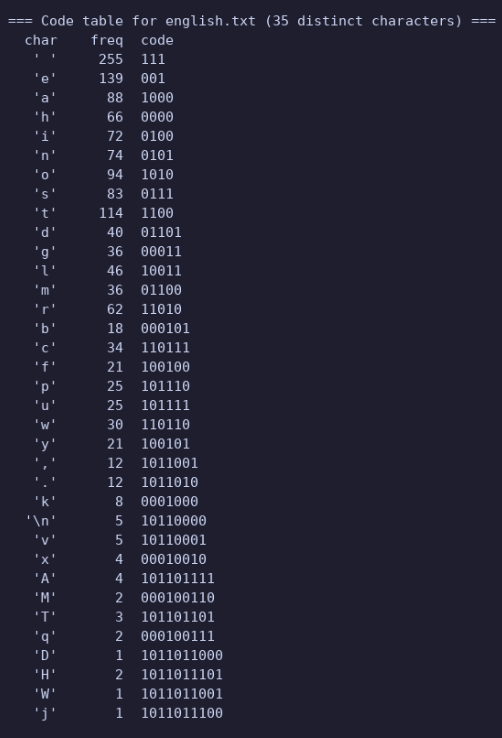 === Code table for english.txt (35 distinct characters) ===
char    freq  code
' '     255  111
'e'     139  001
'a'      88  1000
'h'      66  0000
'i'      72  0100
'n'      74  0101
'o'      94  1010
's'      83  0111
't'     114  1100
'd'      40  01101
'g'      36  00011
'l'      46  10011
'm'      36  01100
'r'      62  11010
'b'      18  000101
'c'      34  110111
'f'      21  100100
'p'      25  101110
'u'      25  101111
'w'      30  110110
'y'      21  100101
','      12  1011001
'.'      12  1011010
'k'       8  0001000
'\n'       5  10110000
'v'       5  10110001
'x'       4  00010010
'A'       4  101101111
'M'       2  000100110
'T'       3  101101101
'q'       2  000100111
'D'       1  1011011000
'H'       2  1011011101
'W'       1  1011011001
'j'       1  1011011100